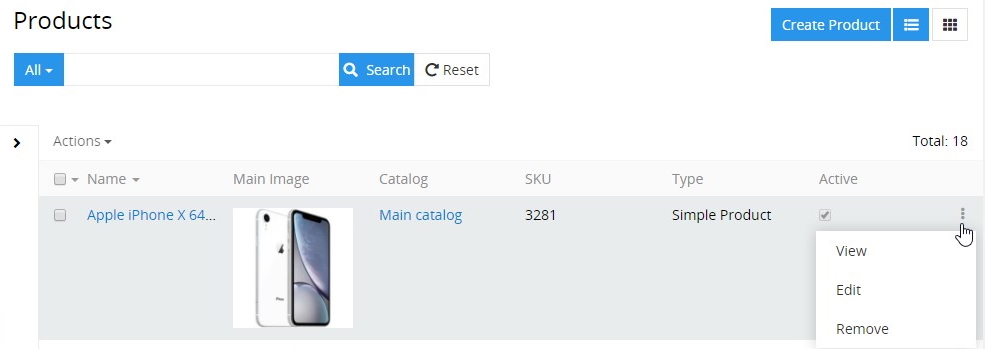 Products
Create Product
All
Search
Reset
Actions
Total: 18
Name Main Image Catalog SKU Type Active
Apple iPhone X 64... Main catalog 3281 Simple Product
View
Edit
Remove